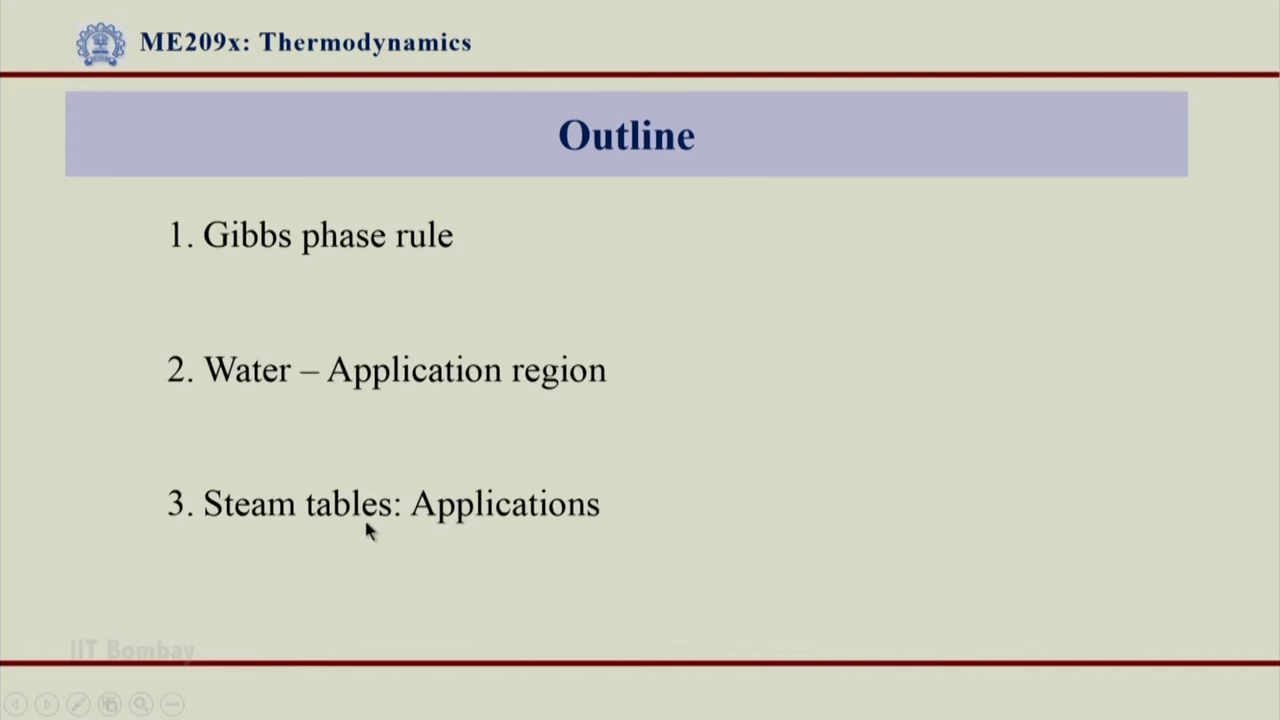 ME209x: Thermodynamics
Outline
1. Gibbs phase rule
2. Water – Application region
3. Steam tables: Applications
IIT Bombay